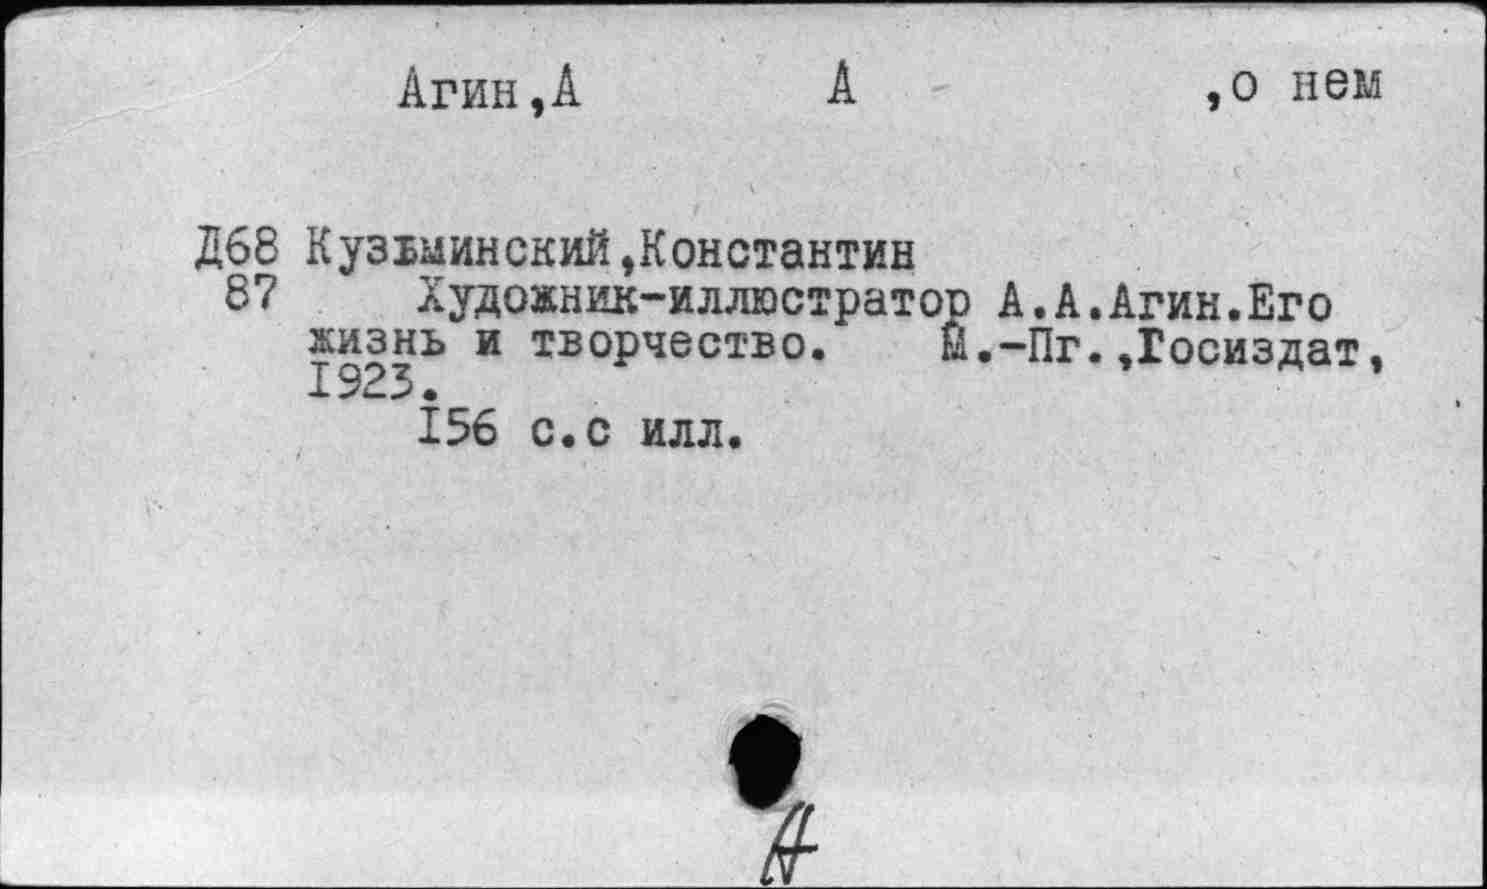 Агин,А А ,о нем
Д68 Кузьминский,Константин
87 Художник-иллюстратор А.А.Агин.Его
жизнь и творчество. М.-Пг.,Госиздат,
1923.
156 с.с илл.